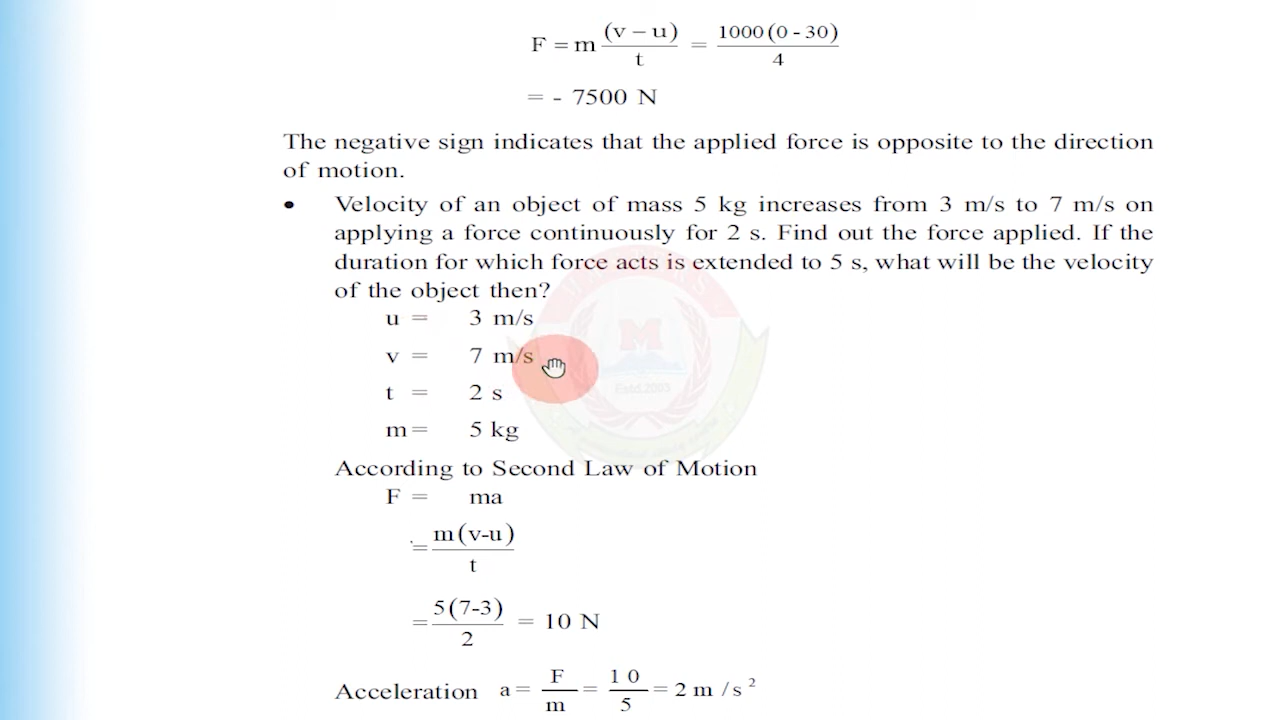 F = m (v – u) / t = 1000 (0 - 30) / 4
= - 7500 N
The negative sign indicates that the applied force is opposite to the direction
of motion.
• Velocity of an object of mass 5 kg increases from 3 m/s to 7 m/s on
applying a force continuously for 2 s. Find out the force applied. If the
duration for which force acts is extended to 5 s, what will be the velocity
of the object then?
u = 3 m/s
v = 7 m/s
t = 2 s
m = 5 kg
Estd.2003
According to Second Law of Motion
F = ma
= m(v-u) / t
= 5(7-3) / 2 = 10 N
Acceleration a = F / m = 10 / 5 = 2 m / s²